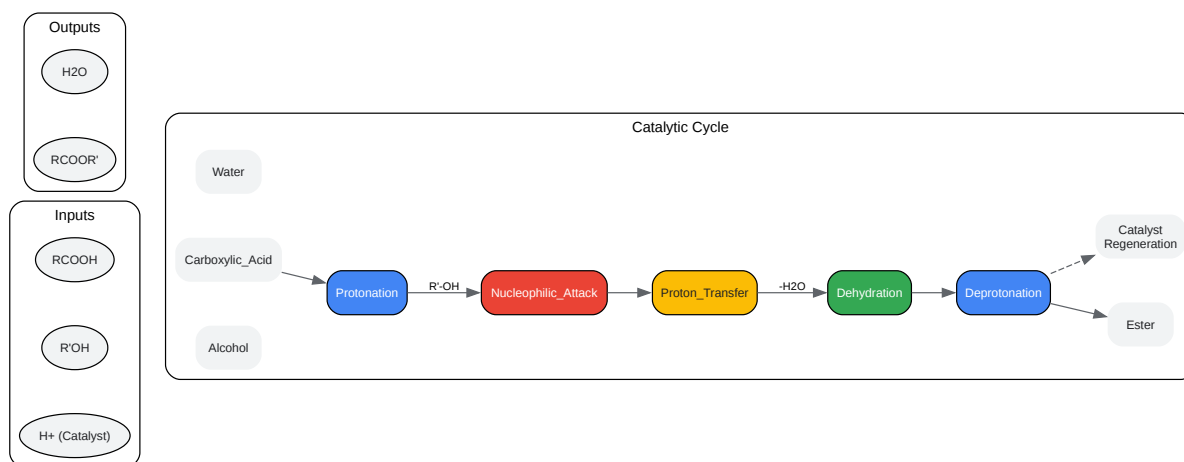 Outputs
H2O
RCOOR'
Inputs
RCOOH
R'OH
H+ (Catalyst)
Catalytic Cycle
Water
Carboxylic_Acid
Alcohol
Protonation
R'-OH
Nucleophilic_Attack
Proton_Transfer
-H2O
Dehydration
Deprotonation
Catalyst
Regeneration
Ester